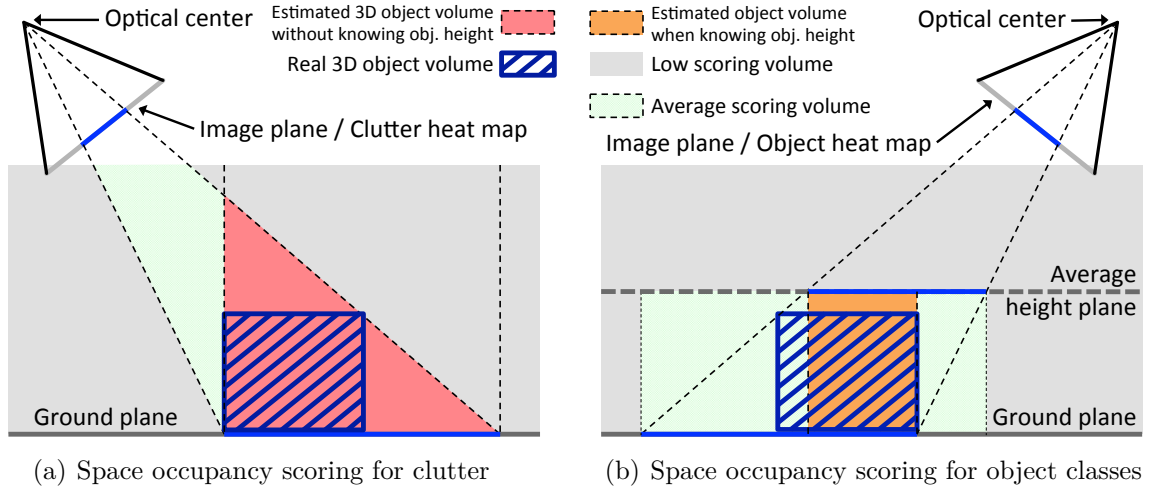 Optical center
Estimated 3D object volume
without knowing obj. height
Real 3D object volume
Image plane / Clutter heat map
Ground plane
(a) Space occupancy scoring for clutter
Estimated object volume
when knowing obj. height
Low scoring volume
Average scoring volume
Optical center
Image plane / Object heat map
Average
height plane
Ground plane
(b) Space occupancy scoring for object classes